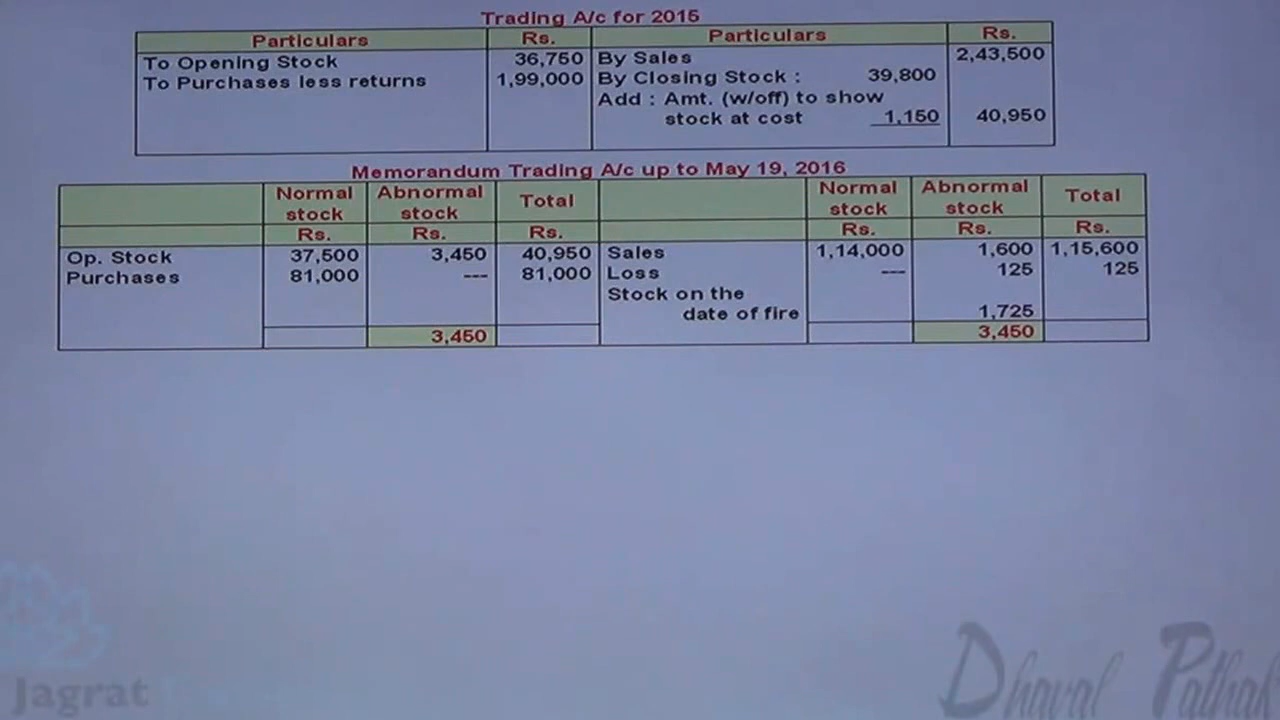 Trading A/c for 2015
Particulars Rs. Particulars Rs.
To Opening Stock 36,750 By Sales 2,43,500
To Purchases less returns 1,99,000 By Closing Stock : 39,800
Add : Amt. (w/off) to show
stock at cost 1,150 40,950
Memorandum Trading A/c up to May 19, 2016
Normal stock Abnormal stock Total Normal stock Abnormal stock Total
Rs. Rs. Rs. Rs. Rs. Rs.
Op. Stock 37,500 3,450 40,950 Sales 1,14,000 1,600 1,15,600
Purchases 81,000 --- 81,000 Loss --- 125 125
Stock on the
date of fire 1,725
3,450 3,450
Jagrat
Dhaval Pathak